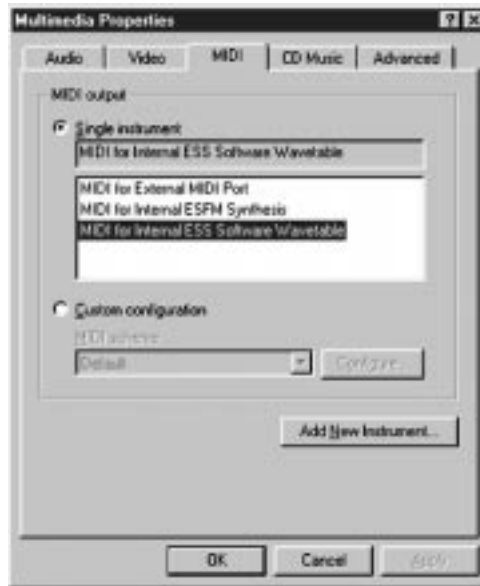 Multimedia Properties
Audio
Video
MIDI
CD Music
Advanced
MIDI output
Single instrument
MIDI for Internal ESS Software Wavetable
MIDI for External MIDI Port
MIDI for Internal ESFM Synthesis
MIDI for Internal ESS Software Wavetable
Custom configuration
MIDI scheme
Default
Configure...
Add New Instrument...
OK
Cancel
Apply